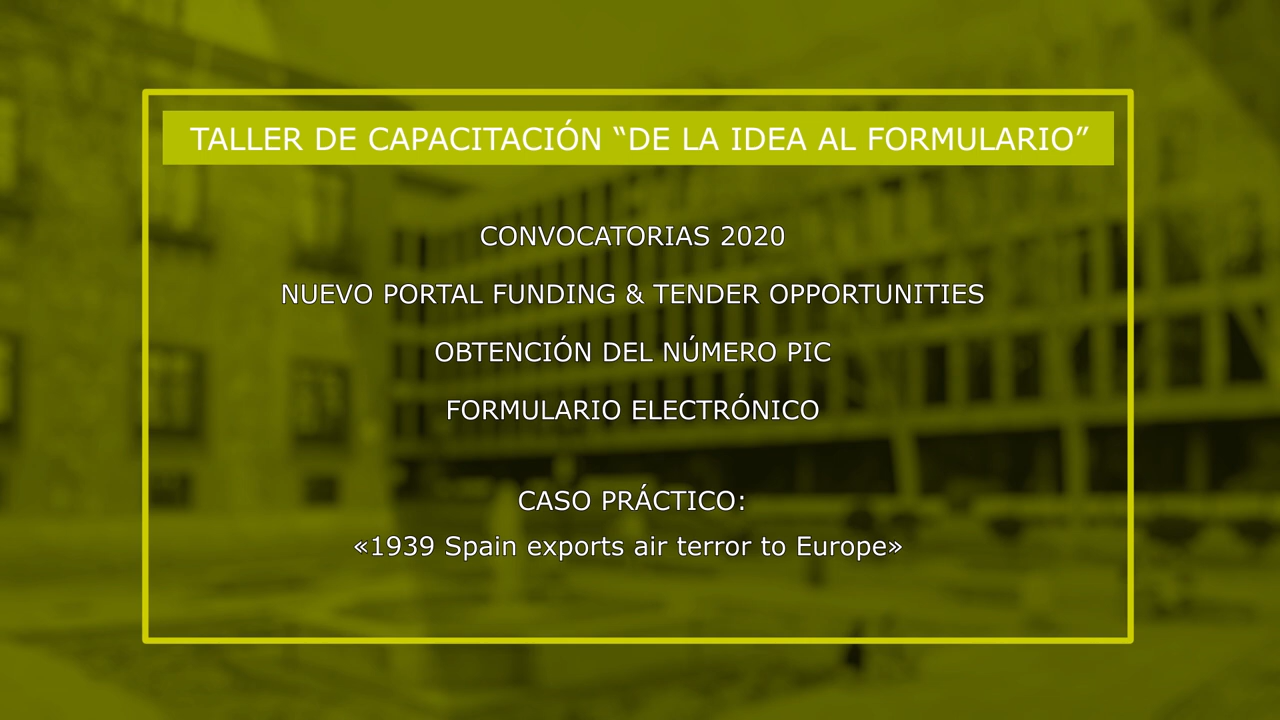 TALLER DE CAPACITACIÓN “DE LA IDEA AL FORMULARIO”
CONVOCATORIAS 2020
NUEVO PORTAL FUNDING & TENDER OPPORTUNITIES
OBTENCIÓN DEL NÚMERO PIC
FORMULARIO ELECTRÓNICO
CASO PRÁCTICO:
«1939 Spain exports air terror to Europe»